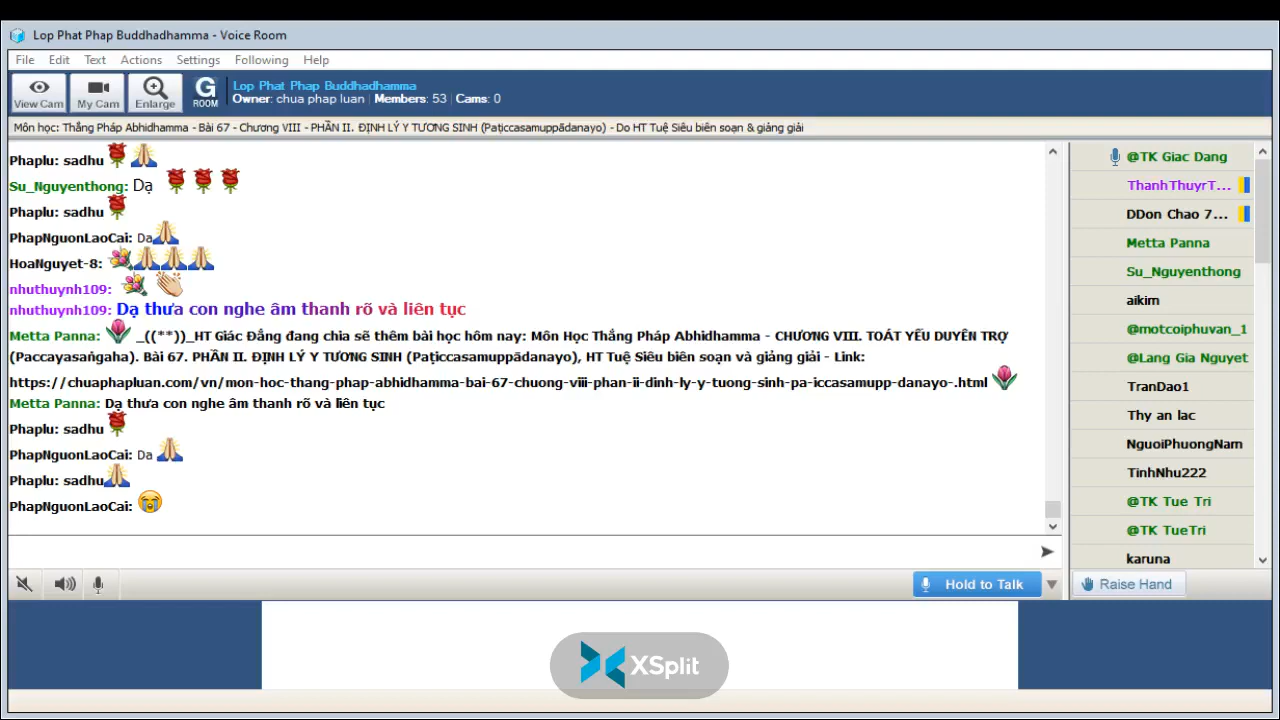 Lop Phat Phap Buddhadhamma - Voice Room
File Edit Text Actions Settings Following Help
View Cam My Cam Enlarge G ROOM
Lop Phat Phap Buddhadhamma
Owner: chua phap luan | Members: 53 | Cams: 0
Môn học: Thắng Pháp Abhidhamma - Bài 67 - Chương VIII - PHẦN II. ĐỊNH LÝ Y TƯƠNG SINH (Paṭiccasamuppādanayo) - Do HT Tuệ Siêu biên soạn & giảng giải
Phaplu: sadhu
Su_Nguyenthong: Dạ
Phaplu: sadhu
PhapNguonLaoCai: Da
HoaNguyet-8:
nhuthuynh109:
nhuthuynh109: Dạ thưa con nghe âm thanh rõ và liên tục
Metta Panna: _((**))_HT Giác Đẳng đang chia sẽ thêm bài học hôm nay: Môn Học Thắng Pháp Abhidhamma - CHƯƠNG VIII. TOÁT YẾU DUYÊN TRỢ
(Paccayasaṅgaha). Bài 67. PHẦN II. ĐỊNH LÝ Y TƯƠNG SINH (Paṭiccasamuppādanayo), HT Tuệ Siêu biên soạn và giảng giải - Link:
https://chuaphapluan.com/vn/mon-hoc-thang-phap-abhidhamma-bai-67-chuong-viii-phan-ii-dinh-ly-y-tuong-sinh-pa-iccasamupp-danayo-.html
Metta Panna: Dạ thưa con nghe âm thanh rõ và liên tục
Phaplu: sadhu
PhapNguonLaoCai: Da
Phaplu: sadhu
PhapNguonLaoCai:
@TK Giac Dang
ThanhThuyrT...
DDon Chao 7...
Metta Panna
Su_Nguyenthong
aikim
@motcoiphuvan_1
@Lang Gia Nguyet
TranDao1
Thy an lac
NguoiPhuongNam
TinhNhu222
@TK Tue Tri
@TK TueTri
karuna
Hold to Talk
Raise Hand
XSplit